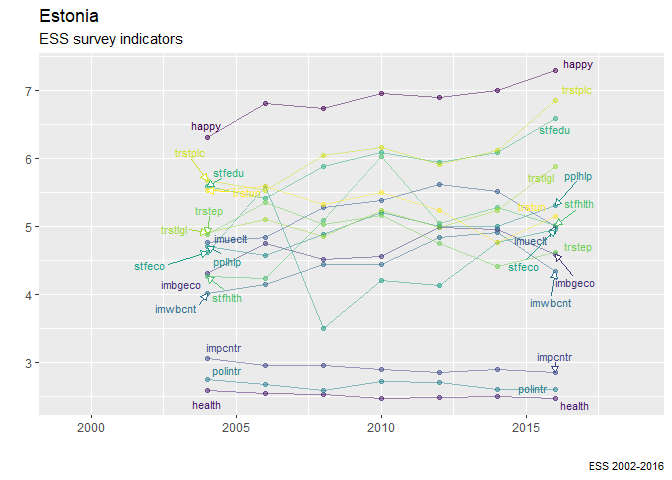 Estonia
ESS survey indicators
happy
7
trstplc
happy
stfedu
trstplc
6
stfedu
pplhlp
trstlgl
trstep
stfhlth
5
trstlgl
imueclt
imueclt
trstep
pplhlp
stfeco
stfeco
imbgeco
imbgeco
stfhlth
imwbcnt
imwbcnt
4
impcntr
impcntr
3
polintr
polintr
health
health
2000
2005
2010
2015
ESS 2002-2016